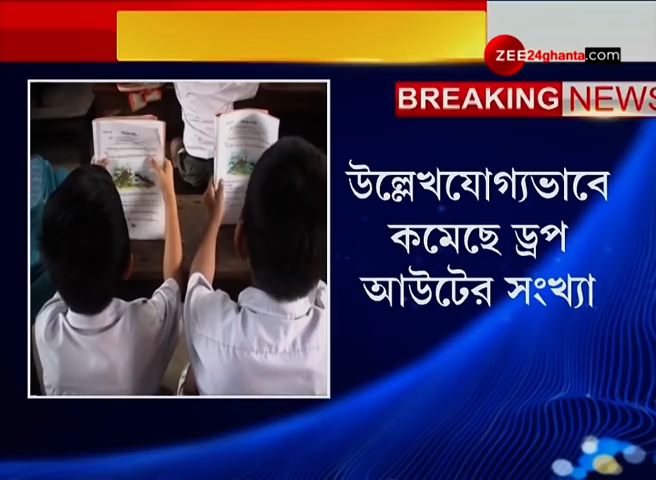 ZEE24ghanta.com
BREAKING NEWS
উল্লেখযোগ্যভাবে
কমেছে ড্রপ
আউটের সংখ্যা